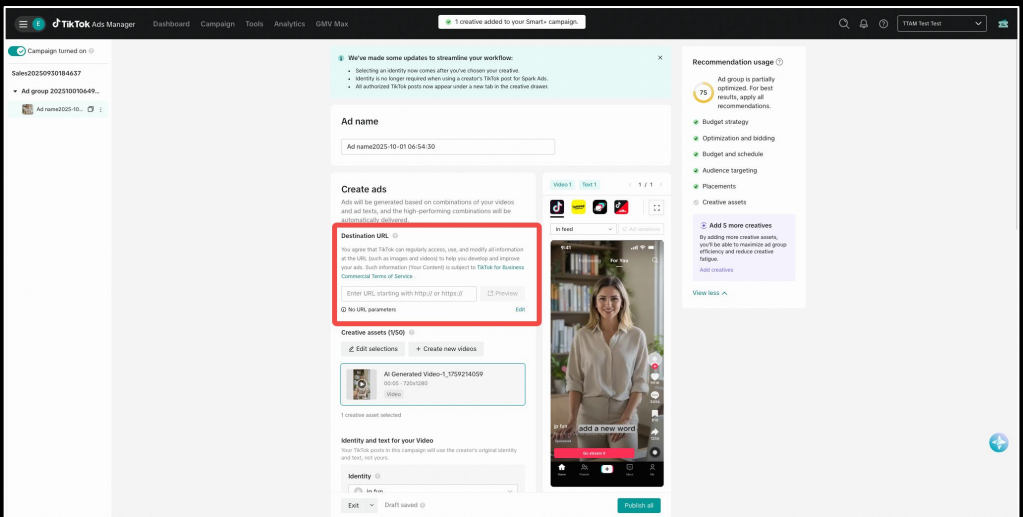 E TikTok Ads Manager Dashboard Campaign Tools Analytics GMV Max
1 creative added to your Smart+ campaign.
TTAM Test Test
Campaign turned on
Sales20250930184637
Ad group 202510010649...
Ad name2025-10...
We've made some updates to streamline your workflow:
Selecting an identity now comes after you've chosen your creative.
Identity is no longer required when using a creator's TikTok post for Spark Ads.
All authorized TikTok posts now appear under a new tab in the creative drawer.
Ad name
Ad name2025-10-01 06:54:30
Create ads
Ads will be generated based on combinations of your videos
and ad texts, and the high-performing combinations will be
automatically delivered.
Destination URL
You agree that TikTok can regularly access, use, and modify all information
at the URL (such as images and videos) to help you develop and improve
your ads. Such information (Your Content) is subject to TikTok for Business
Commercial Terms of Service .
Enter URL starting with http:// or https:// Preview
No URL parameters Edit
Creative assets (1/50)
Edit selections + Create new videos
AI Generated Video-1_1759214059
00:05 · 720x1280
Video
1 creative asset selected
Identity and text for your Video
Your TikTok posts in this campaign will use the creator's original identity
and text, not yours.
Identity
jp fun
Exit Draft saved Publish all
Video 1 Text 1 < 1 / 1 >
In feed
9:41
Following For You
jp fun
add a new word
Recommendation usage
75
Ad group is partially
optimized. For best
results, apply all
recommendations.
Budget strategy
Optimization and bidding
Budget and schedule
Audience targeting
Placements
Creative assets
Add 5 more creatives
By adding more creative assets,
you'll be able to maximize ad group
efficiency and reduce creative
fatigue.
Add creatives
View less